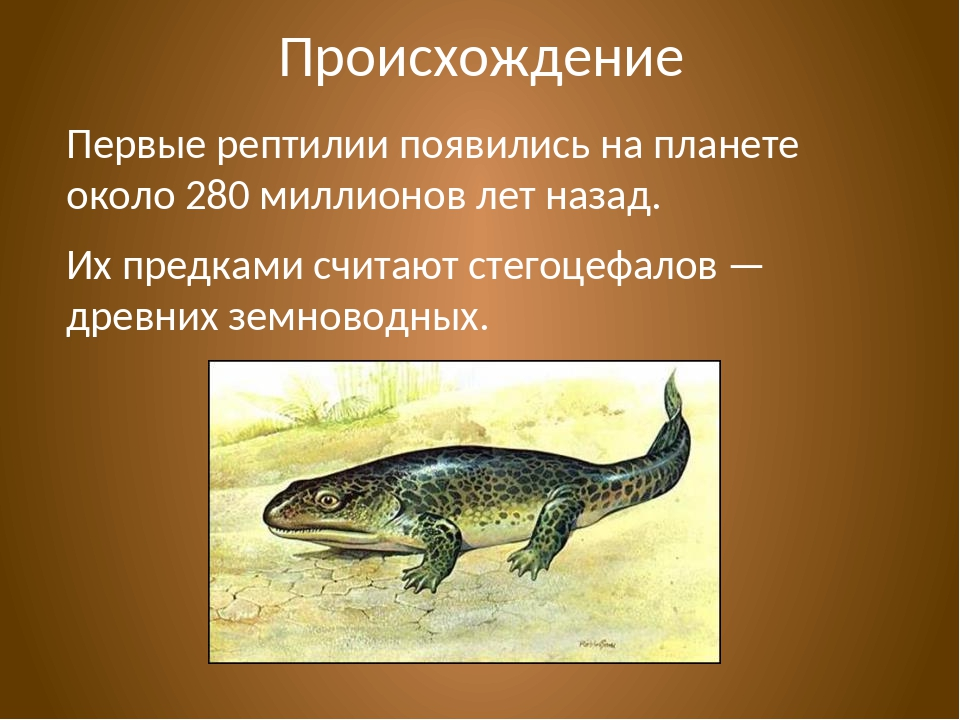 Происхождение
Первые рептилии появились на планете
около 280 миллионов лет назад.
Их предками считают стегоцефалов —
древних земноводных.